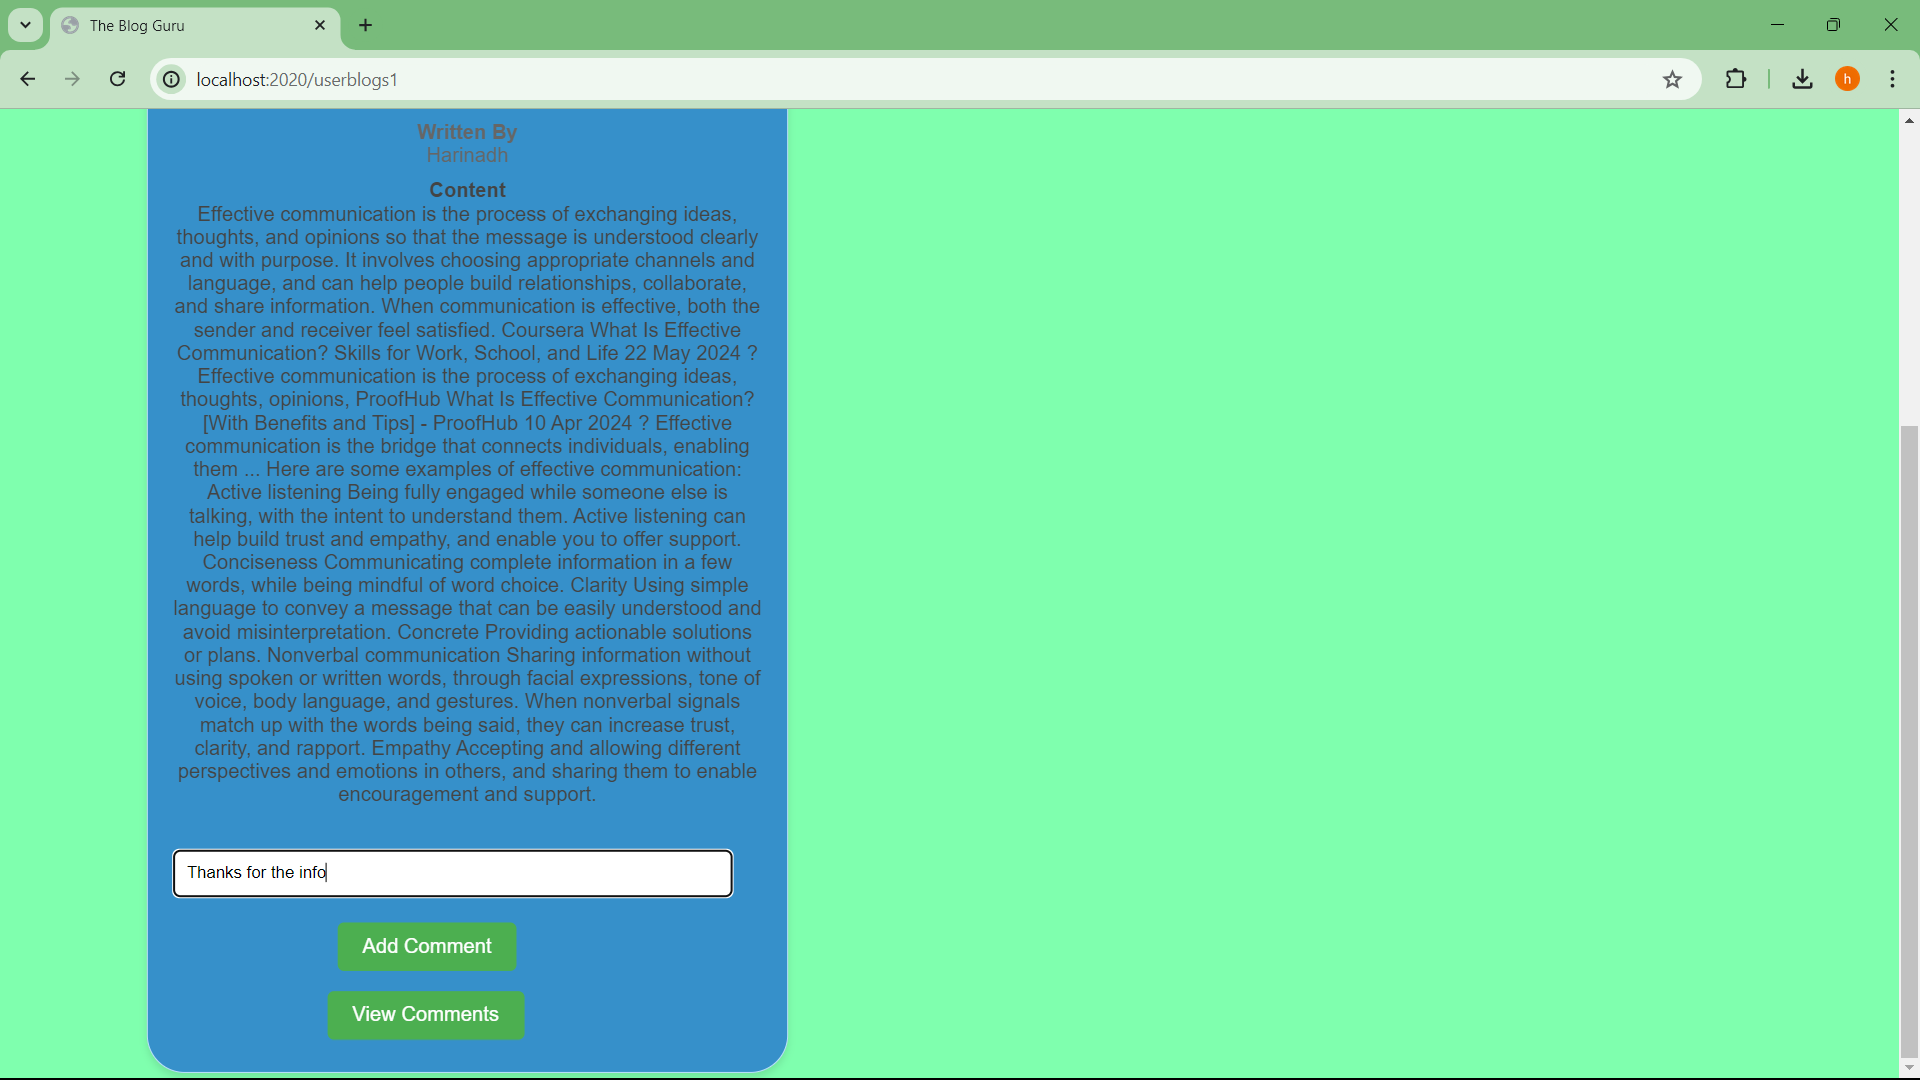 The Blog Guru
localhost:2020/userblogs1
h
Written By
Harinadh
Content
Effective communication is the process of exchanging ideas,
thoughts, and opinions so that the message is understood clearly
and with purpose. It involves choosing appropriate channels and
language, and can help people build relationships, collaborate,
and share information. When communication is effective, both the
sender and receiver feel satisfied. Coursera What Is Effective
Communication? Skills for Work, School, and Life 22 May 2024 ?
Effective communication is the process of exchanging ideas,
thoughts, opinions, ProofHub What Is Effective Communication?
[With Benefits and Tips] - ProofHub 10 Apr 2024 ? Effective
communication is the bridge that connects individuals, enabling
them ... Here are some examples of effective communication:
Active listening Being fully engaged while someone else is
talking, with the intent to understand them. Active listening can
help build trust and empathy, and enable you to offer support.
Conciseness Communicating complete information in a few
words, while being mindful of word choice. Clarity Using simple
language to convey a message that can be easily understood and
avoid misinterpretation. Concrete Providing actionable solutions
or plans. Nonverbal communication Sharing information without
using spoken or written words, through facial expressions, tone of
voice, body language, and gestures. When nonverbal signals
match up with the words being said, they can increase trust,
clarity, and rapport. Empathy Accepting and allowing different
perspectives and emotions in others, and sharing them to enable
encouragement and support.
Thanks for the info
Add Comment
View Comments